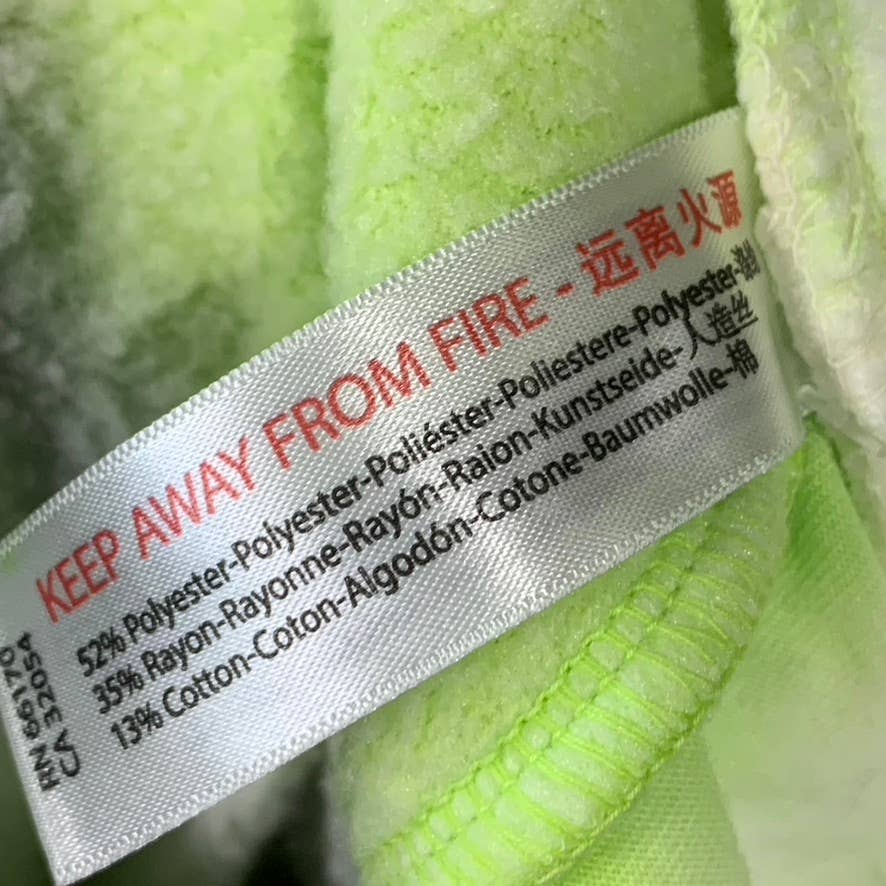 KEEP AWAY FROM FIRE - 远离火源
52% Polyester-Polyester-Poliéster-Poliestere-Polyester-
35% Rayon-Rayonne-Rayón-Raion-Kunstseide-人造丝
13% Cotton-Coton-Algodón-Cotone-Baumwolle-棉
RN 66170
CA 32054